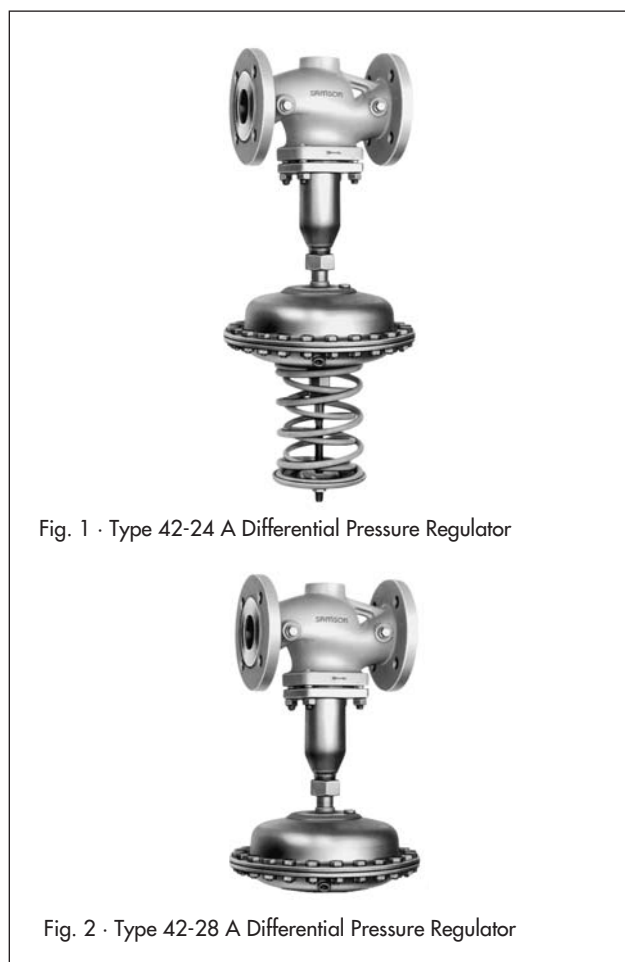 SAMSON
Fig. 1 · Type 42-24 A Differential Pressure Regulator
SAMSON
Fig. 2 · Type 42-28 A Differential Pressure Regulator